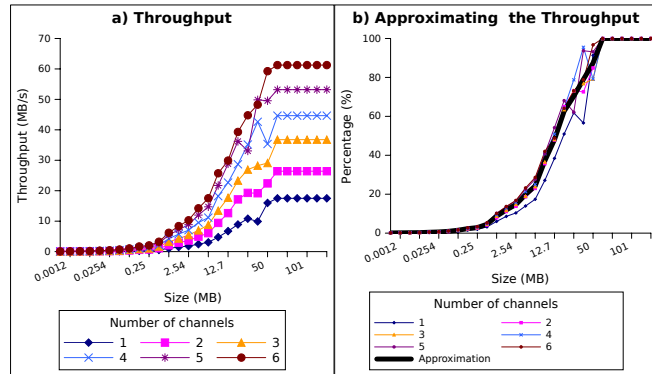 a) Throughput
Throughput (MB/s)
70
60
50
40
30
20
10
0
0.0012
0.0254
0.25
2.54
12.7
50
101
Size (MB)
Number of channels
1 2 3
4 5 6
b) Approximating the Throughput
Percentage (%)
100
80
60
40
20
0
0.0012
0.0254
0.25
2.54
12.7
50
101
Size (MB)
Number of channels
1 2
3 4
5 6
Approximation